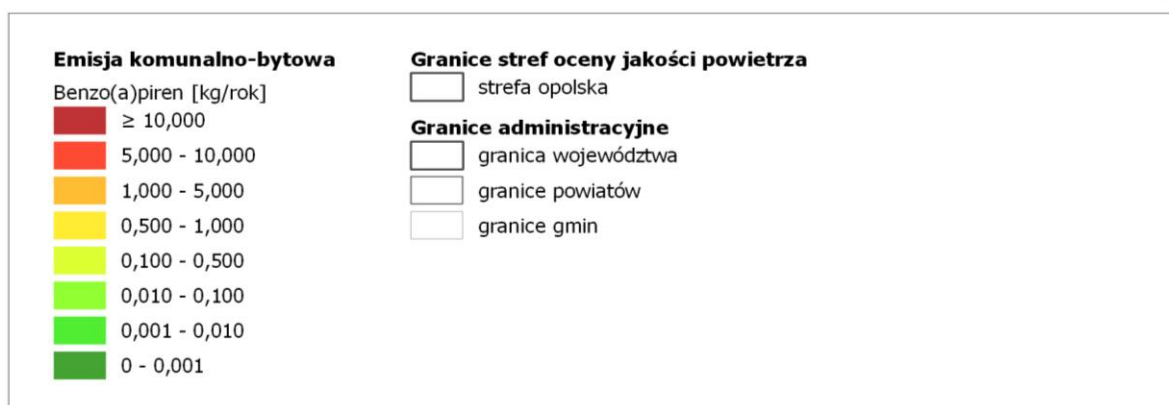 Emisja komunalno-bytowa
Benzo(a)piren [kg/rok]
≥ 10,000
5,000 - 10,000
1,000 - 5,000
0,500 - 1,000
0,100 - 0,500
0,010 - 0,100
0,001 - 0,010
0 - 0,001
Granice stref oceny jakości powietrza
strefa opolska
Granice administracyjne
granica województwa
granice powiatów
granice gmin